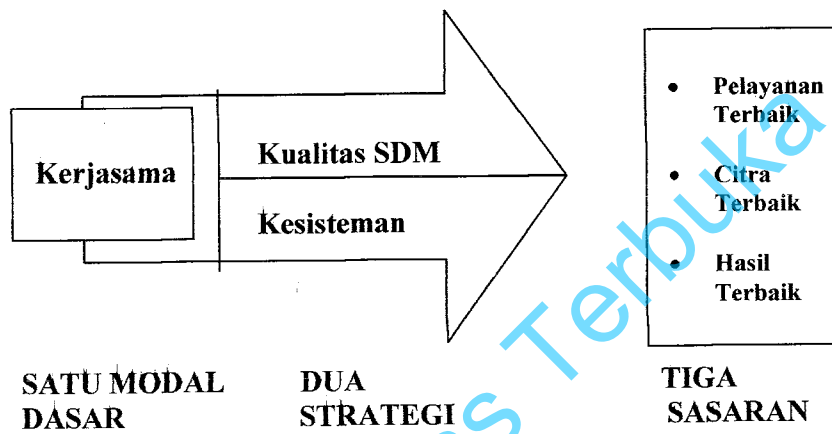 Kerjasama
Kualitas SDM
Kesisteman
• Pelayanan
Terbaik
• Citra
Terbaik
• Hasil
Terbaik
SATU MODAL
DASAR
DUA
STRATEGI
TIGA
SASARAN
s Terbuka